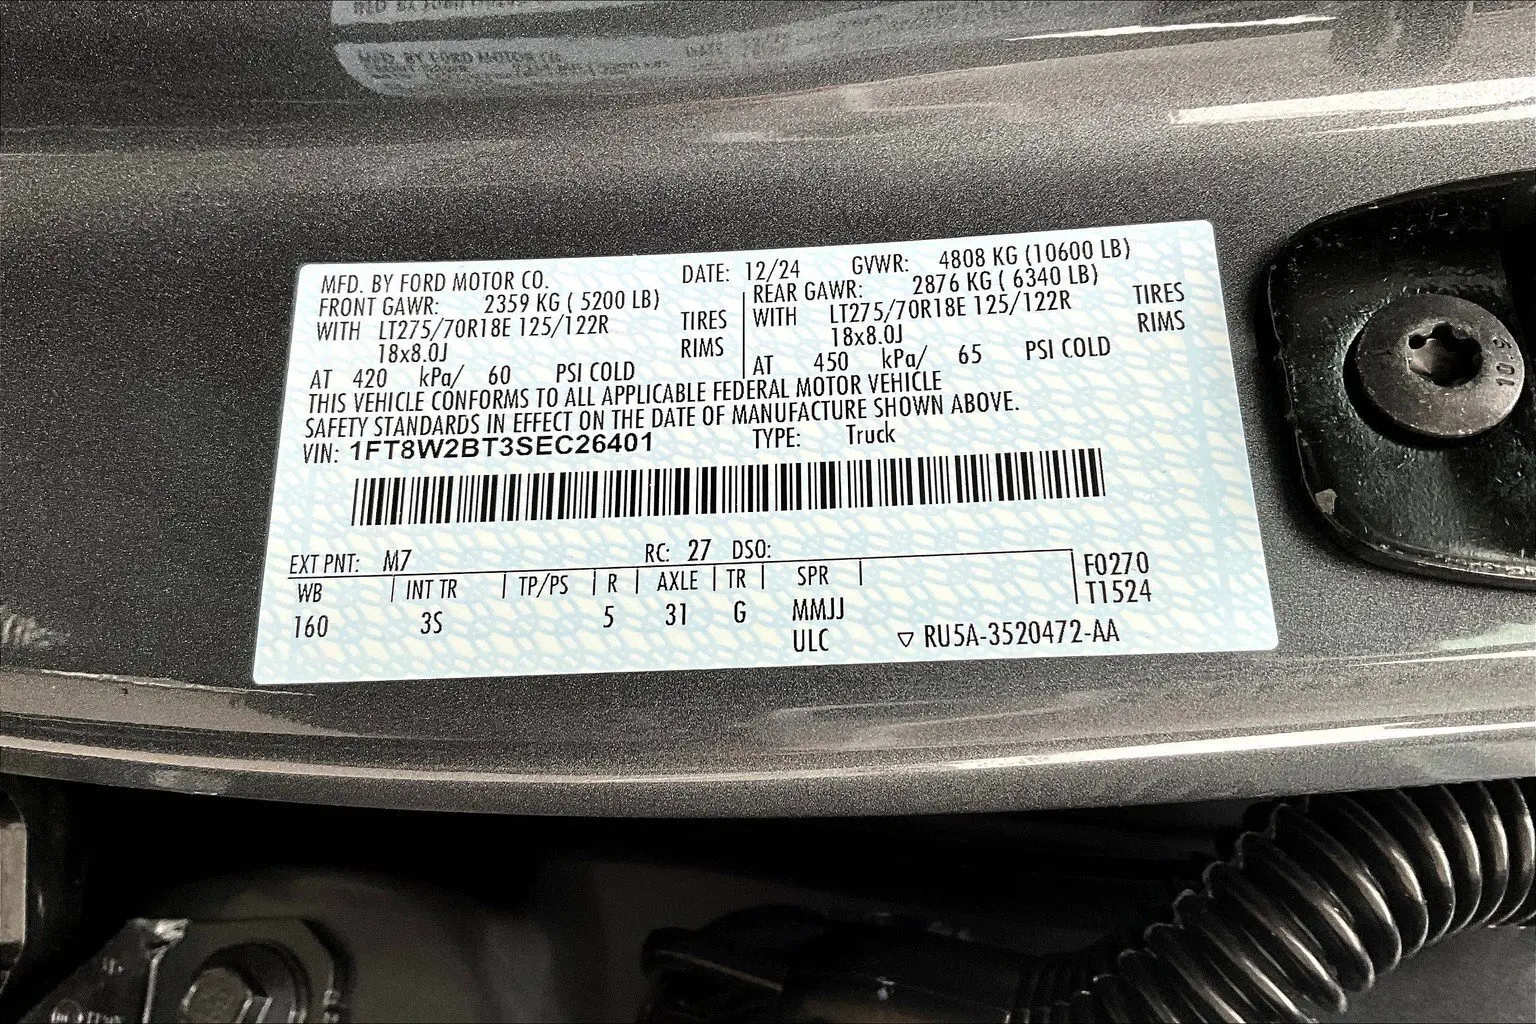 MFD. BY FORD MOTOR CO. DATE: 12/24 GVWR: 4808 KG (10600 LB)
FRONT GAWR: 2359 KG ( 5200 LB) REAR GAWR: 2876 KG ( 6340 LB)
WITH LT275/70R18E 125/122R TIRES WITH LT275/70R18E 125/122R TIRES
18x8.0J RIMS 18x8.0J RIMS
AT 420 kPa/ 60 PSI COLD AT 450 kPa/ 65 PSI COLD
THIS VEHICLE CONFORMS TO ALL APPLICABLE FEDERAL MOTOR VEHICLE
SAFETY STANDARDS IN EFFECT ON THE DATE OF MANUFACTURE SHOWN ABOVE.
VIN: 1FT8W2BT3SEC26401 TYPE: Truck
EXT PNT: M7 RC: 27 DSO:
WB INT TR TP/PS R AXLE TR SPR F0270
160 3S 5 31 G MMJJ T1524
ULC ▽ RU5A-3520472-AA
10.9